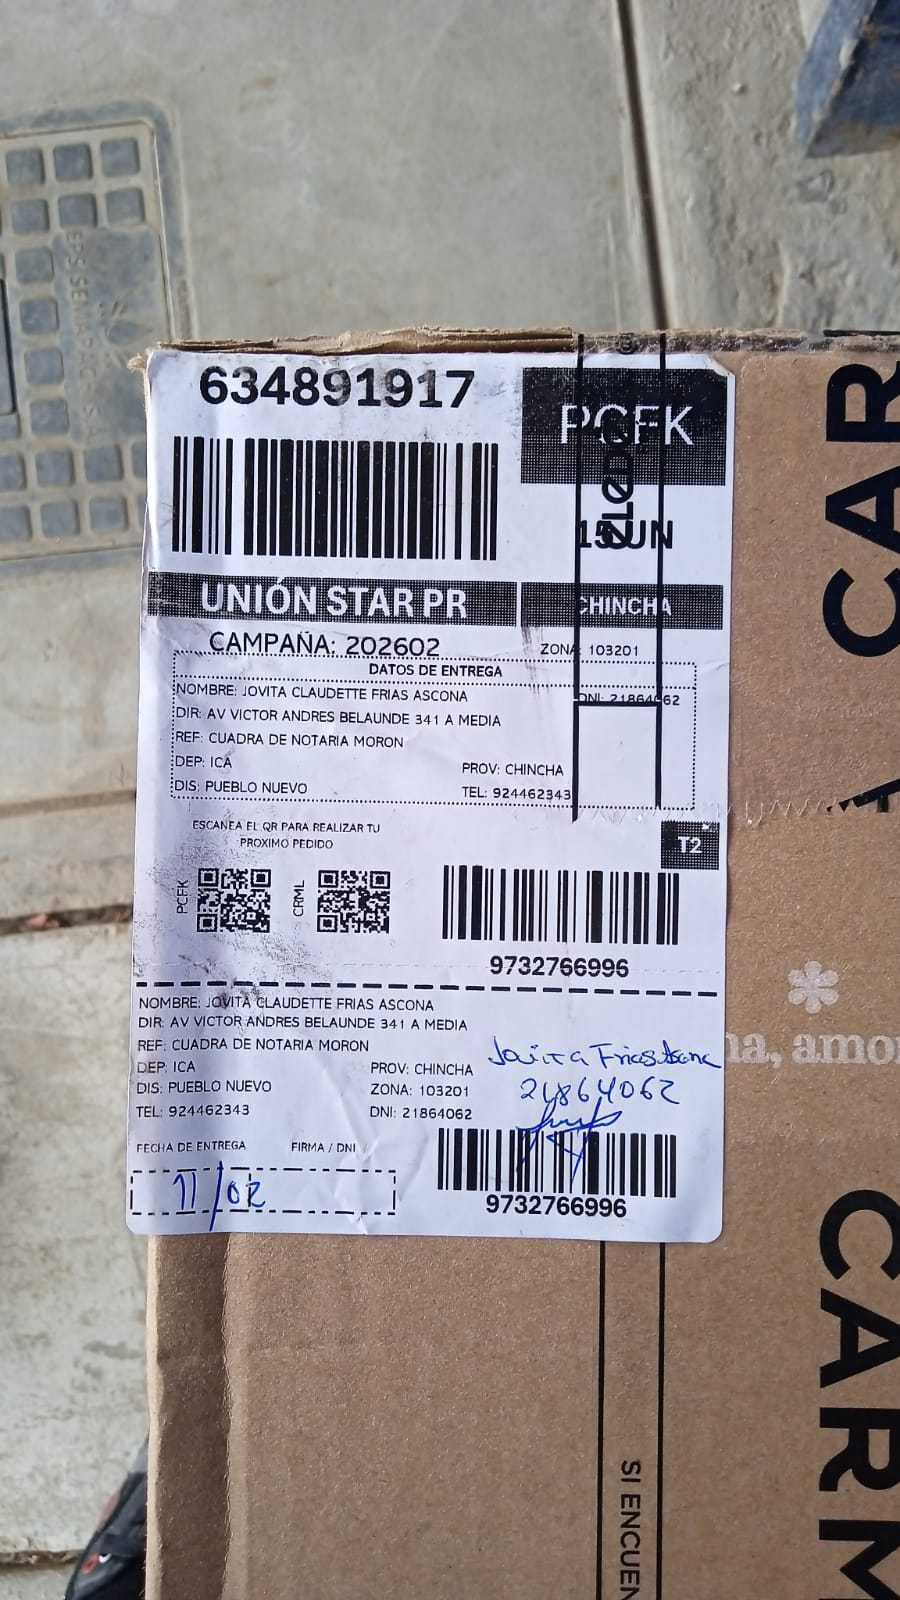 634891917
PCFK
15 UN
UNIÓN STAR PR
CHINCHA
CAMPAÑA: 202602
ZONA: 103201
DATOS DE ENTREGA
NOMBRE: JOVITA CLAUDETTE FRIAS ASCONA
DNI: 21864062
DIR: AV VICTOR ANDRES BELAUNDE 341 A MEDIA
REF: CUADRA DE NOTARIA MORON
DEP: ICA
PROV: CHINCHA
DIS: PUEBLO NUEVO
TEL: 924462343
ESCANEA EL QR PARA REALIZAR TU
PROXIMO PEDIDO
T2
PCFK
CRML
9732766996
NOMBRE: JOVITA CLAUDETTE FRIAS ASCONA
DIR: AV VICTOR ANDRES BELAUNDE 341 A MEDIA
REF: CUADRA DE NOTARIA MORON
DEP: ICA
PROV: CHINCHA
DIS: PUEBLO NUEVO
ZONA: 103201
TEL: 924462343
DNI: 21864062
Jovita Frias
21864062
FECHA DE ENTREGA
FIRMA / DNI
11/02
9732766996
CAR
na, amo
CARM
SI ENCUEN